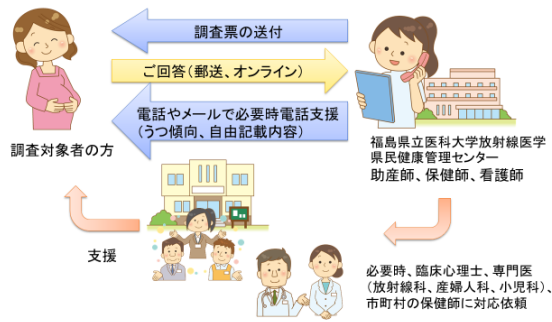 調査票の送付
ご回答（郵送、オンライン）
電話やメールで必要時電話支援
（うつ傾向、自由記載内容）
調査対象者の方
福島県立医科大学放射線医学
県民健康管理センター
助産師、保健師、看護師
支援
必要時、臨床心理士、専門医
（放射線科、産婦人科、小児科）、
市町村の保健師に対応依頼